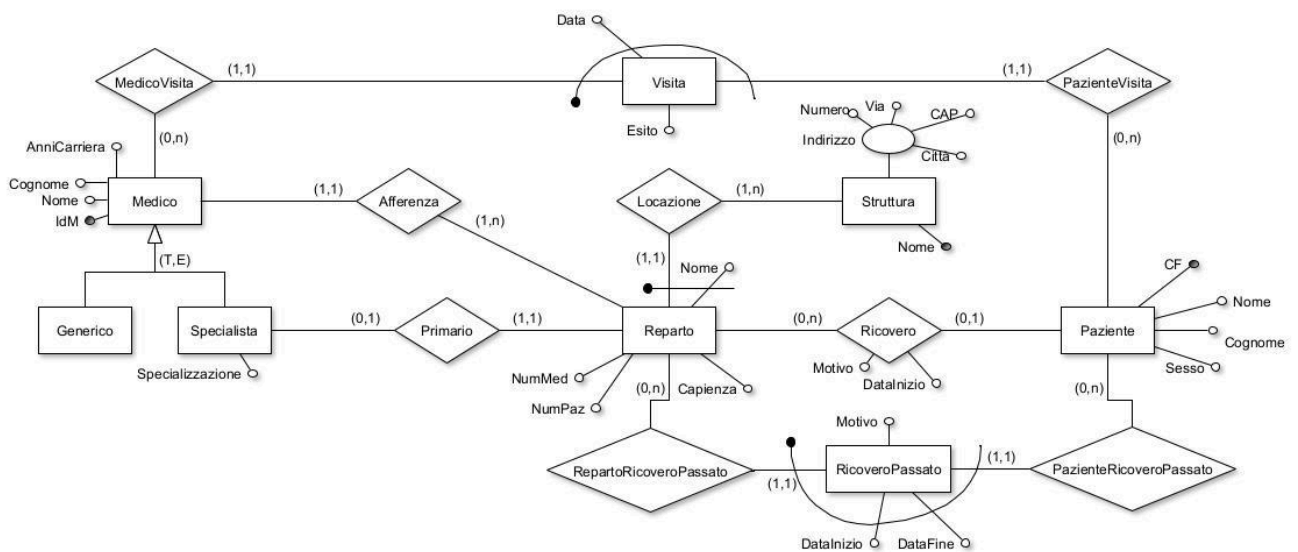 Data
MedicoVisita
(1,1)
Visita
(1,1)
PazienteVisita
(0,n)
Esito
Numero
Via
CAP
Indirizzo
Città
(0,n)
AnniCarriera
Cognome
Nome
IdM
Medico
(1,1)
Afferenza
(1,n)
Locazione
(1,n)
Struttura
Nome
(1,1)
Nome
(T,E)
CF
Nome
Cognome
Sesso
Generico
Specialista
(0,1)
Primario
(1,1)
Reparto
(0,n)
Ricovero
(0,1)
Paziente
Specializzazione
NumMed
NumPaz
Capienza
Motivo
DataInizio
(0,n)
(0,n)
Motivo
RepartoRicoveroPassato
(1,1)
RicoveroPassato
(1,1)
PazienteRicoveroPassato
DataInizio
DataFine